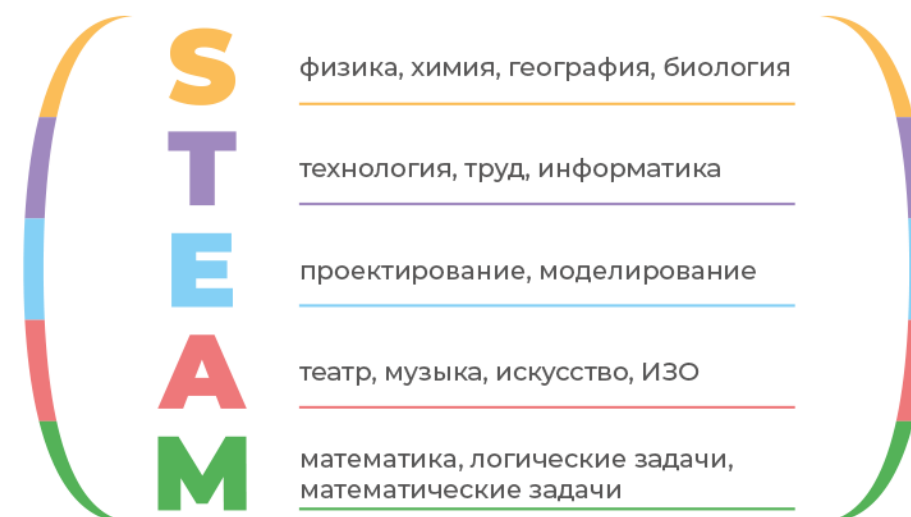 S
физика, химия, география, биология
T
технология, труд, информатика
E
проектирование, моделирование
A
театр, музыка, искусство, ИЗО
M
математика, логические задачи,
математические задачи